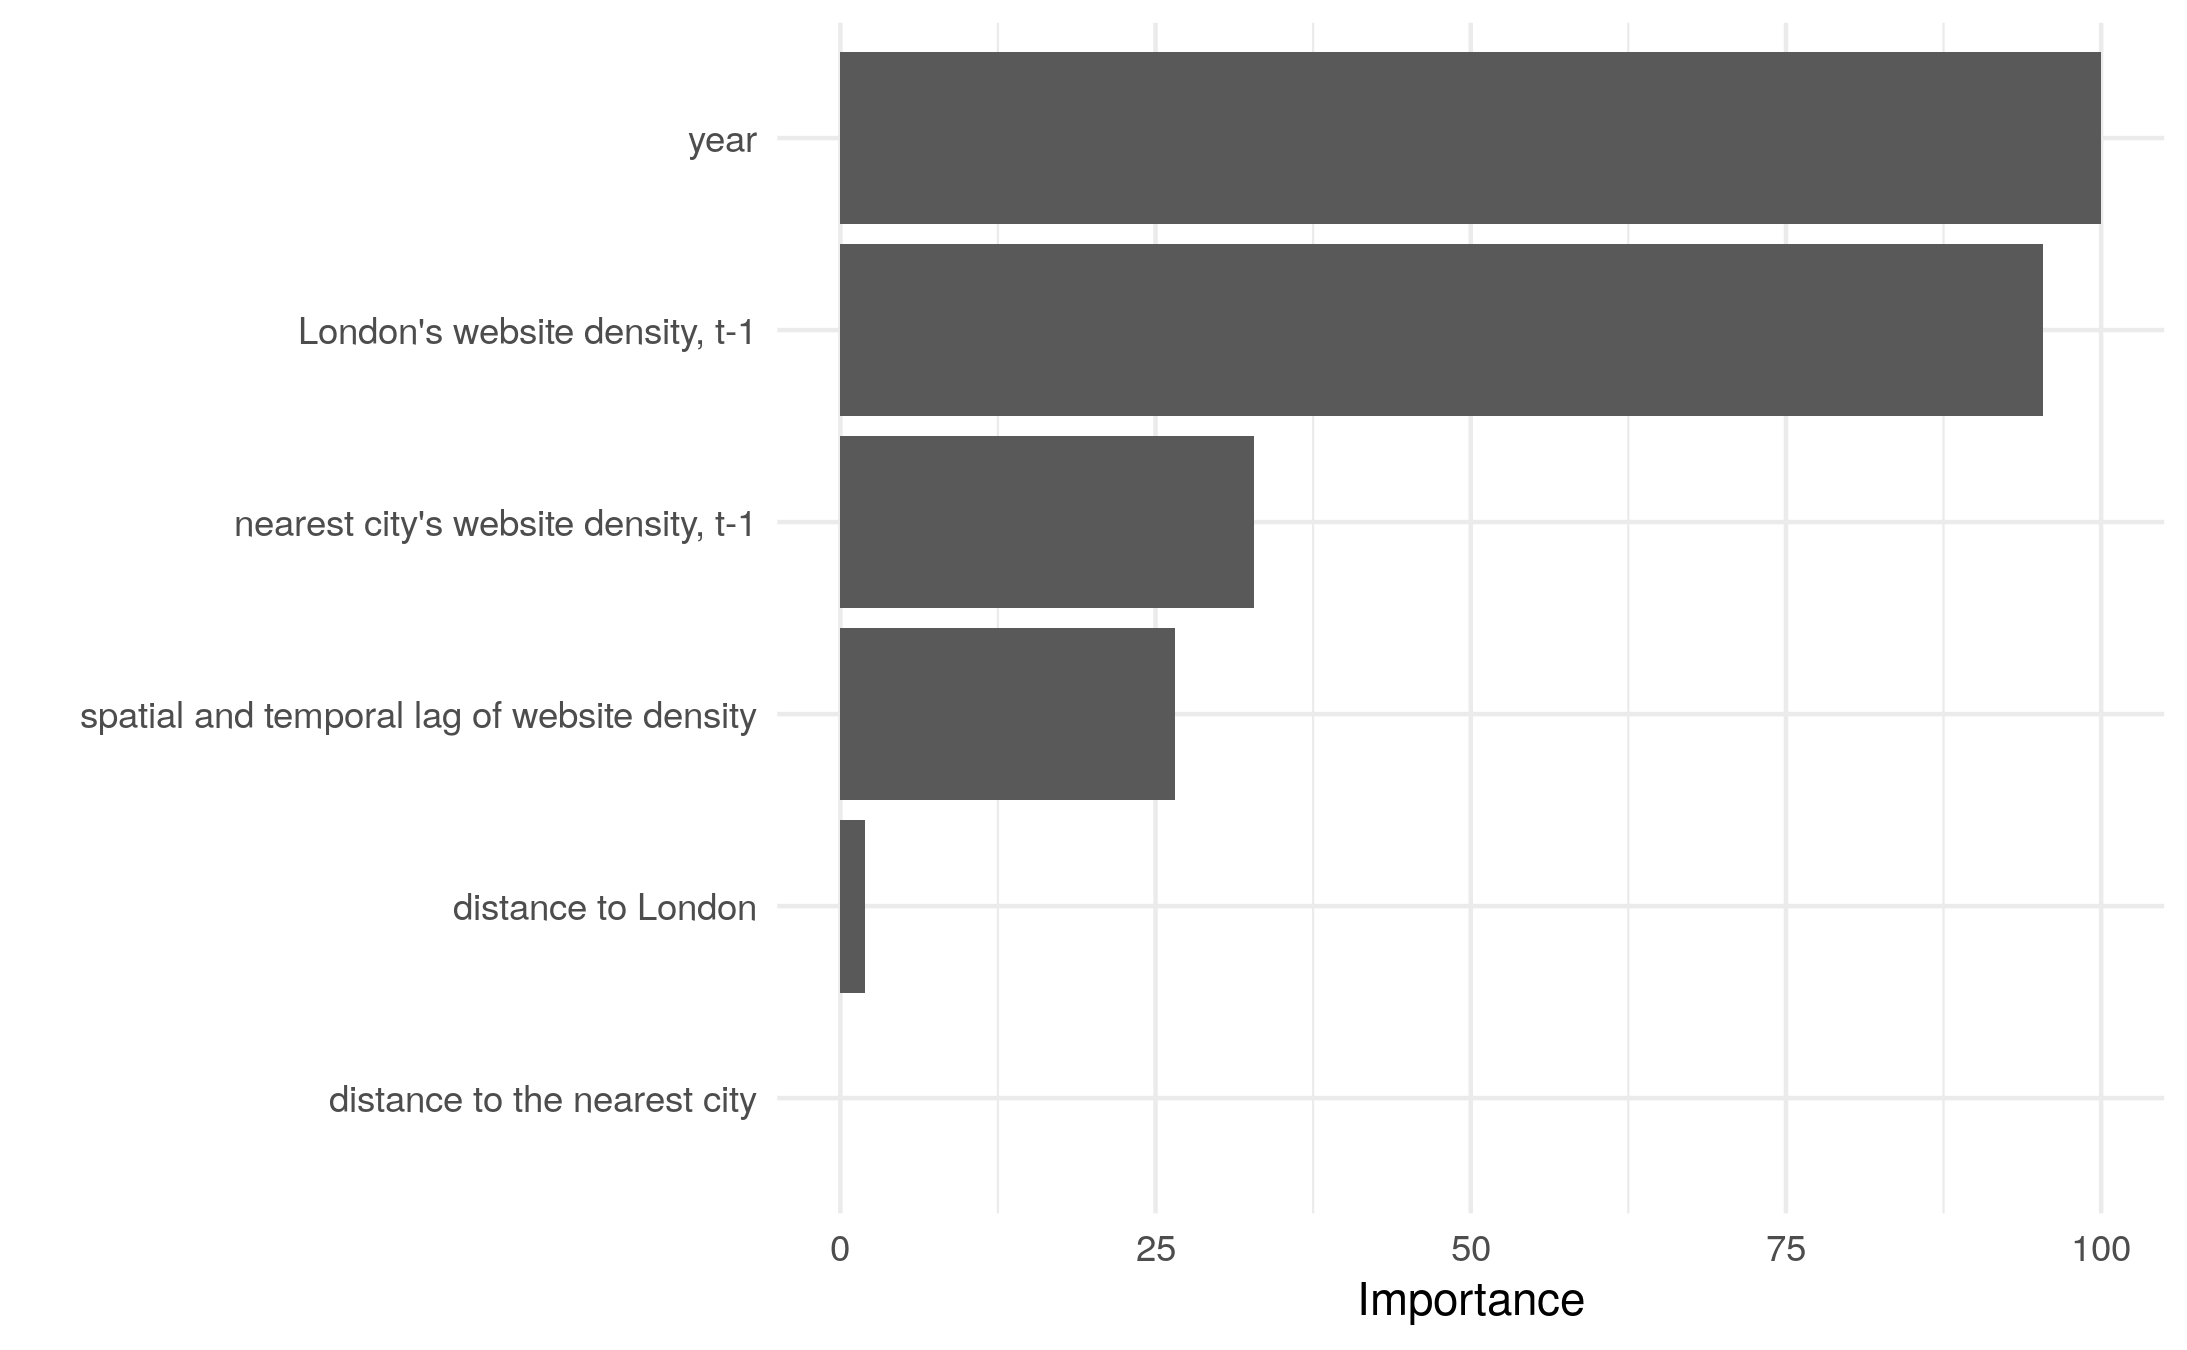 year
London's website density, t-1
nearest city's website density, t-1
spatial and temporal lag of website density
distance to London
distance to the nearest city
0 25 50 75 100
Importance